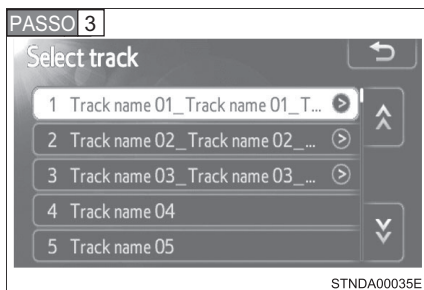 PASSO 3
Select track
1 Track name 01_Track name 01_T...
2 Track name 02_Track name 02_...
3 Track name 03_Track name 03_...
4 Track name 04
5 Track name 05
STNDA00035E